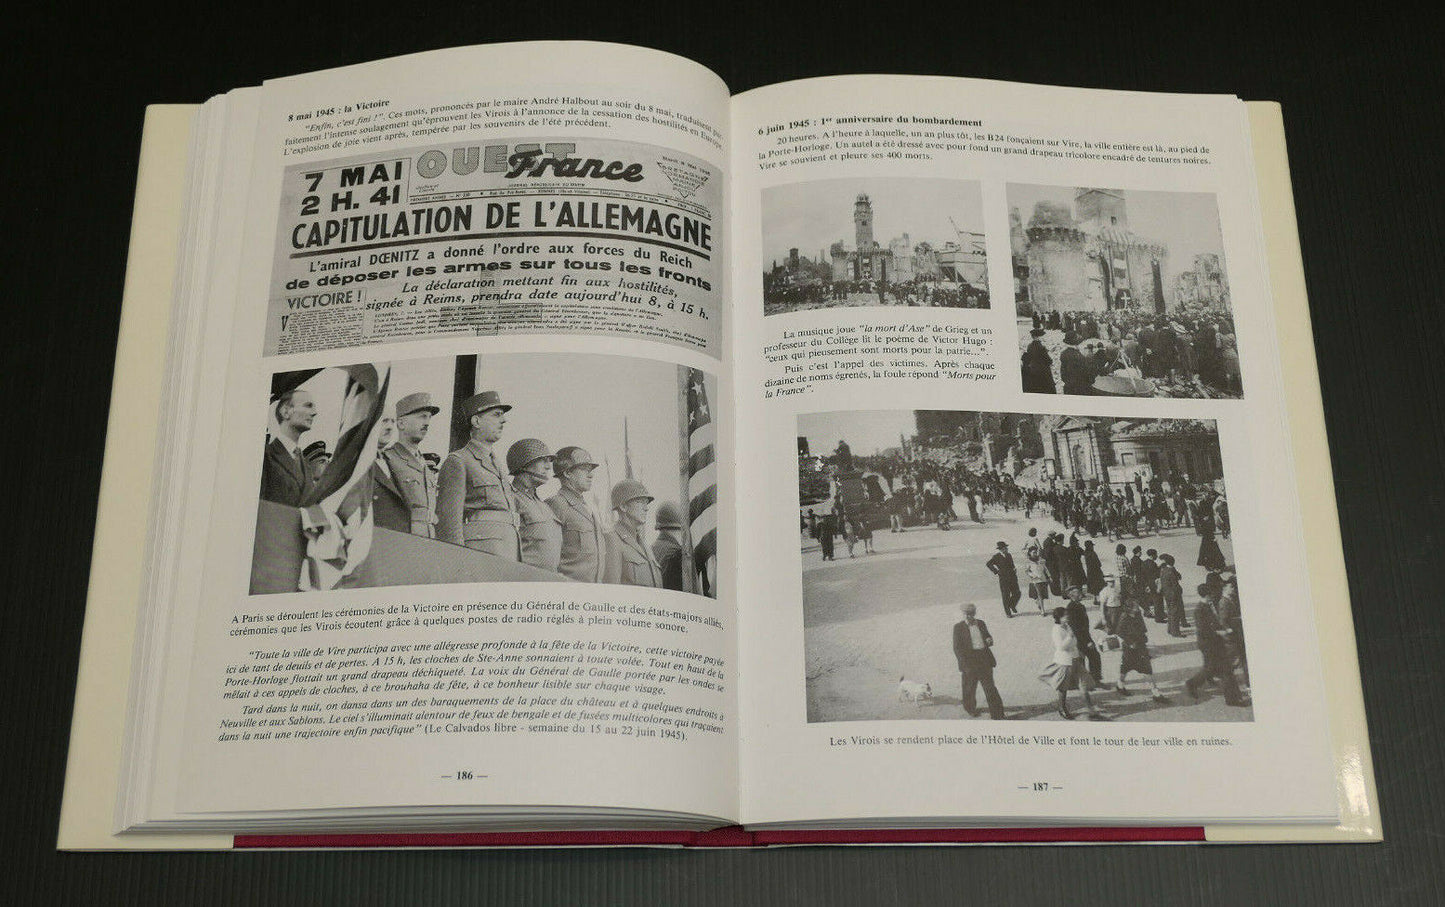 8 mai 1945 : la Victoire
"Enfin, c'est fini !". Ces mots, prononcés par le maire André Halbout au soir du 8 mai, traduisent par-
faitement l'intense soulagement qu'éprouvent les Virois à l'annonce de la cessation des hostilités en Europe.
L'explosion de joie vient après, tempérée par les souvenirs de l'été précédent.
7 MAI
2 H. 41
OUEST
France
CAPITULATION DE L'ALLEMAGNE
L'amiral DŒNITZ a donné l'ordre aux forces du Reich
de déposer les armes sur tous les fronts
VICTOIRE !
La déclaration mettant fin aux hostilités,
signée à Reims, prendra date aujourd'hui 8, à 15 h.
A Paris se déroulent les cérémonies de la Victoire en présence du Général de Gaulle et des états-majors alliés,
cérémonies que les Virois écoutent grâce à quelques postes de radio réglés à plein volume sonore.
"Toute la ville de Vire participa avec une allégresse profonde à la fête de la Victoire, cette victoire payée
ici de tant de deuils et de pertes. A 15 h, les cloches de Ste-Anne sonnaient à toute volée. Tout en haut de la
Porte-Horloge flottait un grand drapeau déchiqueté. La voix du Général de Gaulle portée par les ondes se
mêlait à ces appels de cloches, à ce brouhaha de fête, à ce bonheur lisible sur chaque visage.
Tard dans la nuit, on dansa dans un des baraquements de la place du château et à quelques endroits à
Neuville et aux Sablons. Le ciel s'illuminait alentour de feux de bengale et de fusées multicolores qui traçaient
dans la nuit une trajectoire enfin pacifique" (Le Calvados libre - semaine du 15 au 22 juin 1945).
— 186 —
6 juin 1945 : 1er anniversaire du bombardement
20 heures. A l'heure à laquelle, un an plus tôt, les B24 fonçaient sur Vire, la ville entière est là, au pied de
la Porte-Horloge. Un autel a été dressé avec pour fond un grand drapeau tricolore encadré de tentures noires.
Vire se souvient et pleure ses 400 morts.
La musique joue "la mort d'Ase" de Grieg et un
professeur du Collège lit le poème de Victor Hugo :
"ceux qui pieusement sont morts pour la patrie...".
Puis c'est l'appel des victimes. Après chaque
dizaine de noms égrenés, la foule répond "Morts pour
la France".
Les Virois se rendent place de l'Hôtel de Ville et font le tour de leur ville en ruines.
— 187 —